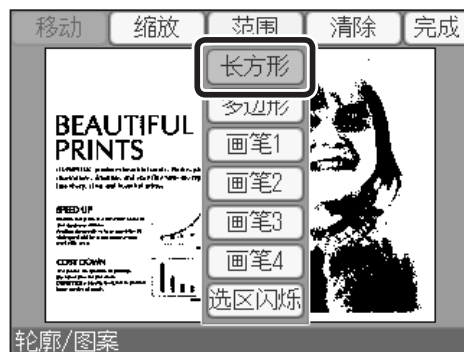 移动 缩放 范围 清除 完成
长方形
多边形
画笔1
画笔2
画笔3
画笔4
选区闪烁
BEAUTIFUL
PRINTS
SPEED-UP
COST DOWN
轮廓/图案